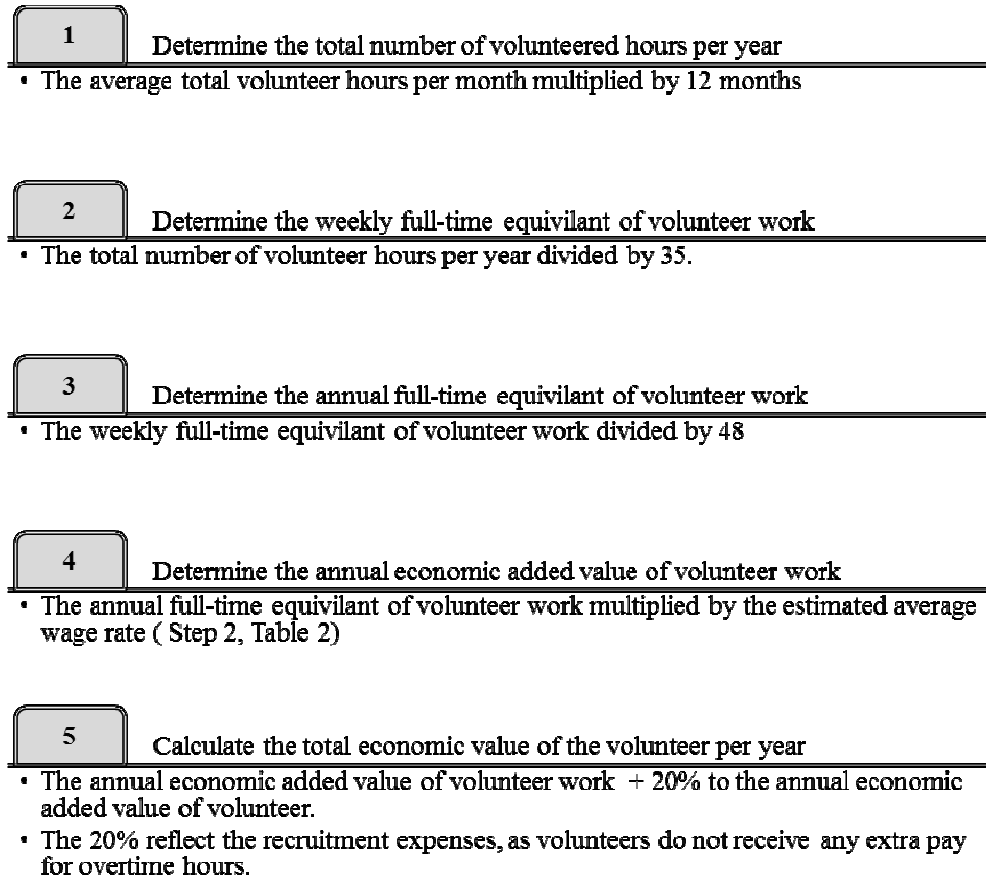 1
Determine the total number of volunteered hours per year
• The average total volunteer hours per month multiplied by 12 months
2
Determine the weekly full-time equivilant of volunteer work
• The total number of volunteer hours per year divided by 35.
3
Determine the annual full-time equivilant of volunteer work
• The weekly full-time equivilant of volunteer work divided by 48
4
Determine the annual economic added value of volunteer work
• The annual full-time equivilant of volunteer work multiplied by the estimated average
wage rate ( Step 2, Table 2)
5
Calculate the total economic value of the volunteer per year
• The annual economic added value of volunteer work + 20% to the annual economic
added value of volunteer.
• The 20% reflect the recruitment expenses, as volunteers do not receive any extra pay
for overtime hours.